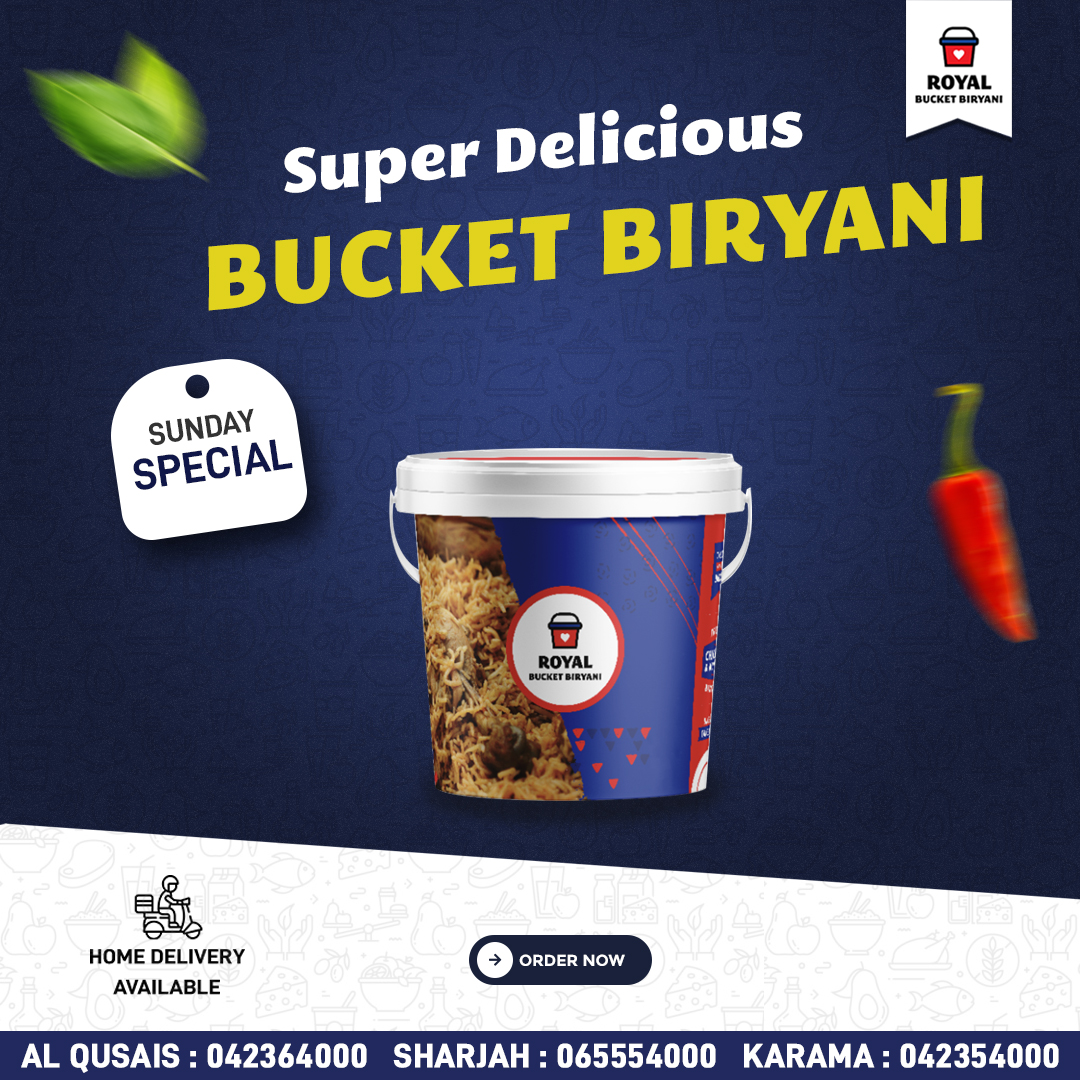 ROYAL
BUCKET BIRYANI
Super Delicious
BUCKET BIRYANI
SUNDAY
SPECIAL
ROYAL
BUCKET BIRYANI
HOME DELIVERY
AVAILABLE
ORDER NOW
AL QUSAIS : 042364000 SHARJAH : 065554000 KARAMA : 042354000